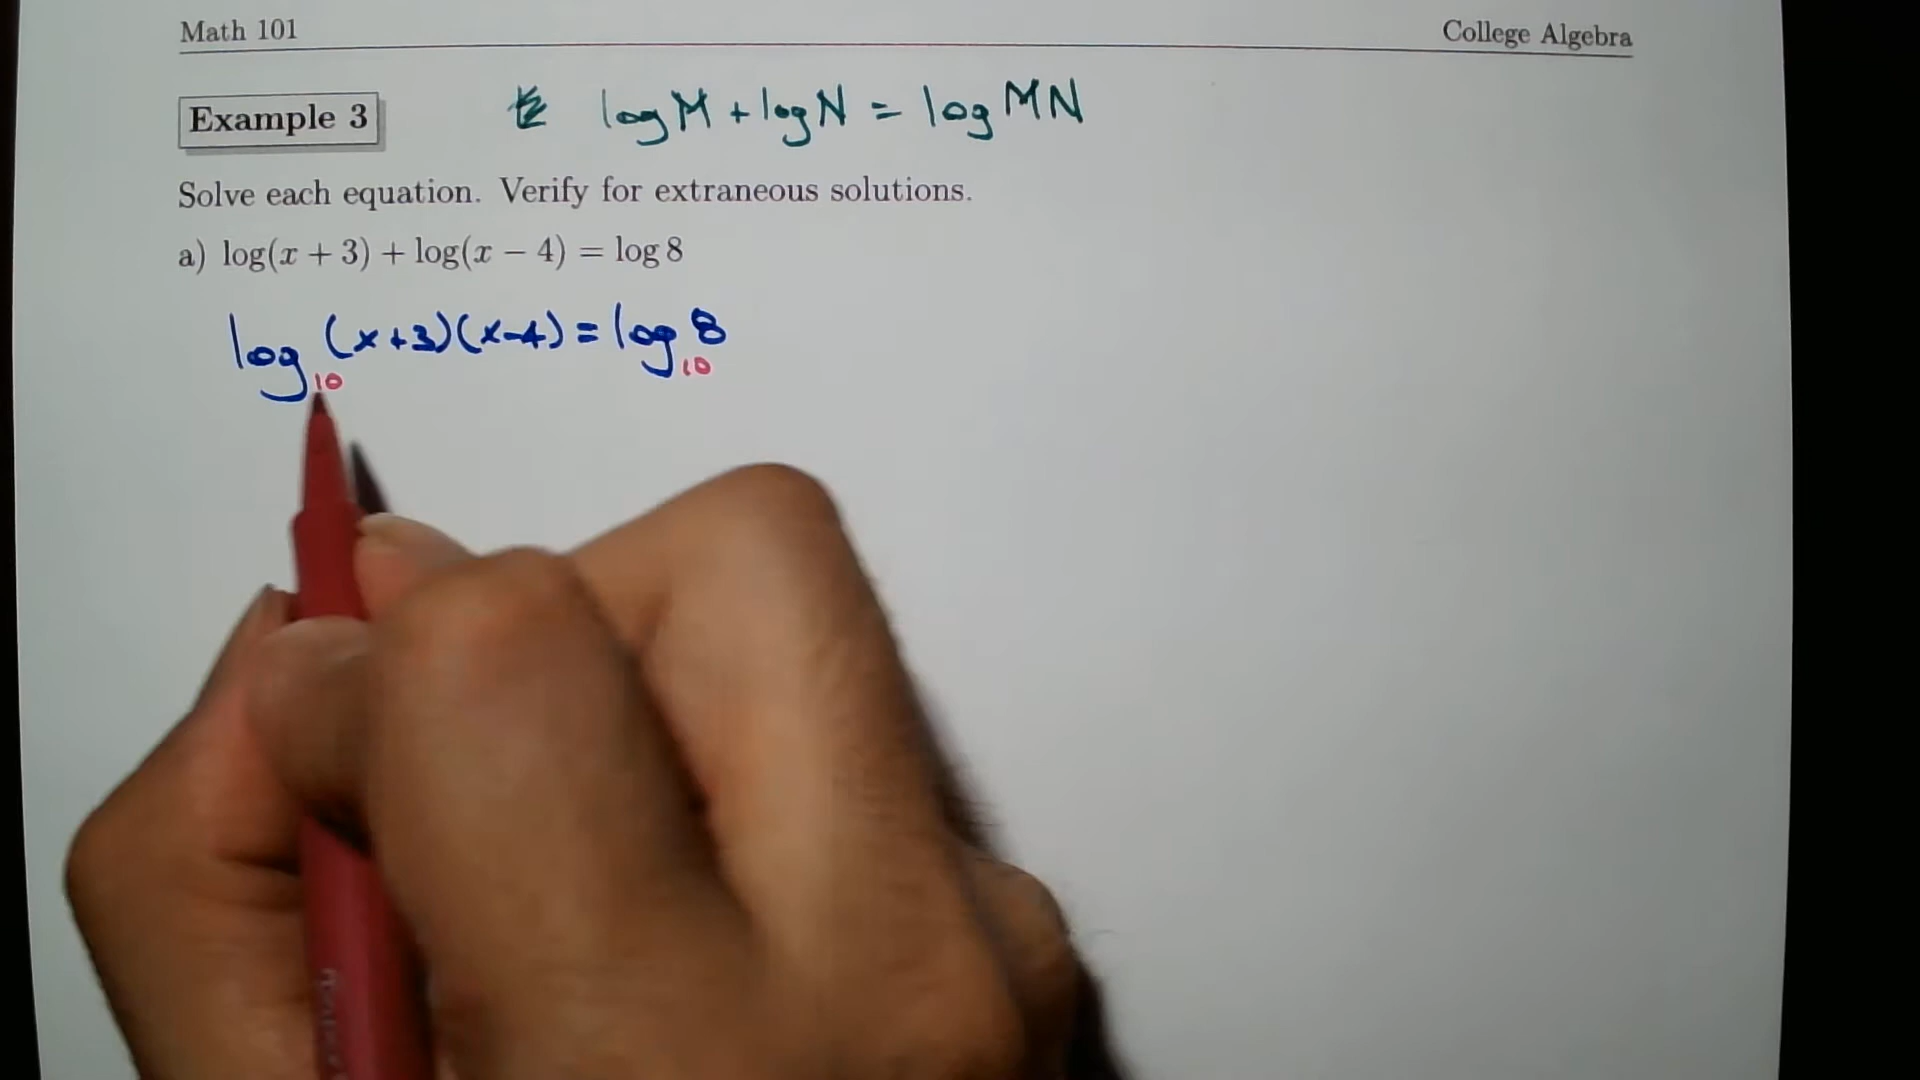 Math 101 College Algebra
Example 3 log M + log N = log MN
Solve each equation. Verify for extraneous solutions.
a) log(x + 3) + log(x − 4) = log 8
log₁₀ (x+3)(x-4) = log₁₀ 8